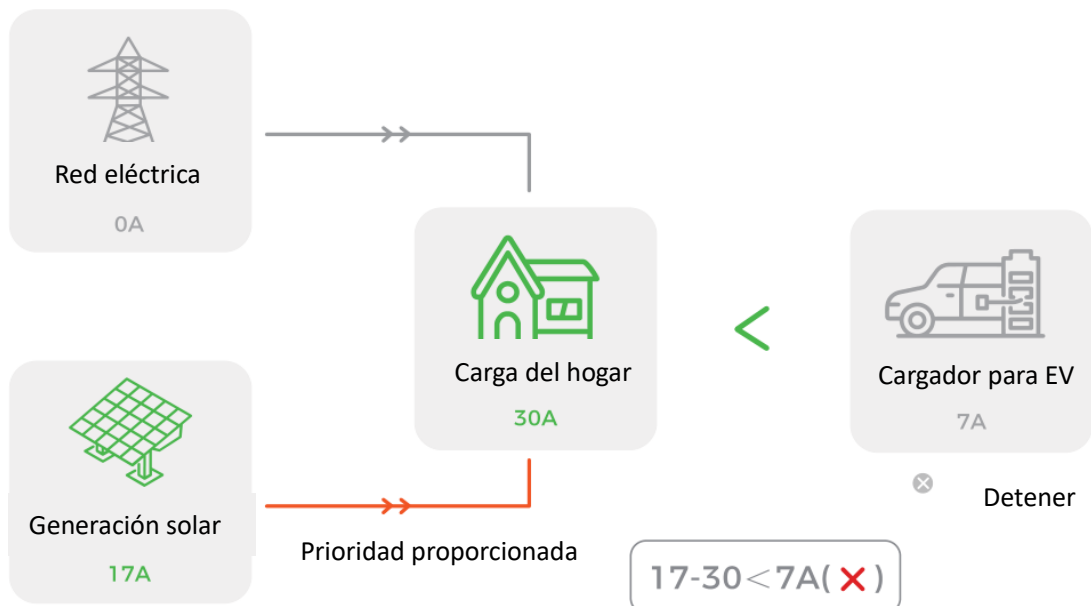 Red eléctrica
0A
Carga del hogar
30A
Cargador para EV
7A
Detener
Generación solar
17A
Prioridad proporcionada
17-30<7A(❌)